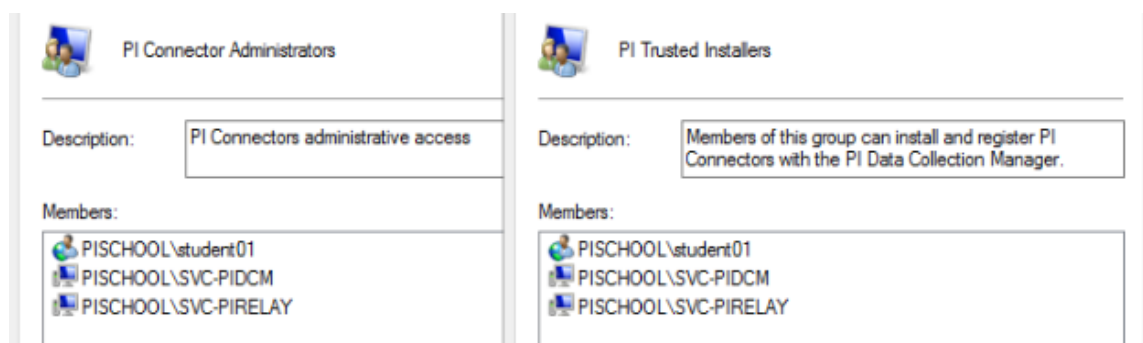 PI Connector Administrators
Description:
PI Connectors administrative access
Members:
PISCHOOL\student01
PISCHOOL\SVC-PIDCM
PISCHOOL\SVC-PIRELAY
PI Trusted Installers
Description:
Members of this group can install and register PI
Connectors with the PI Data Collection Manager.
Members:
PISCHOOL\student01
PISCHOOL\SVC-PIDCM
PISCHOOL\SVC-PIRELAY